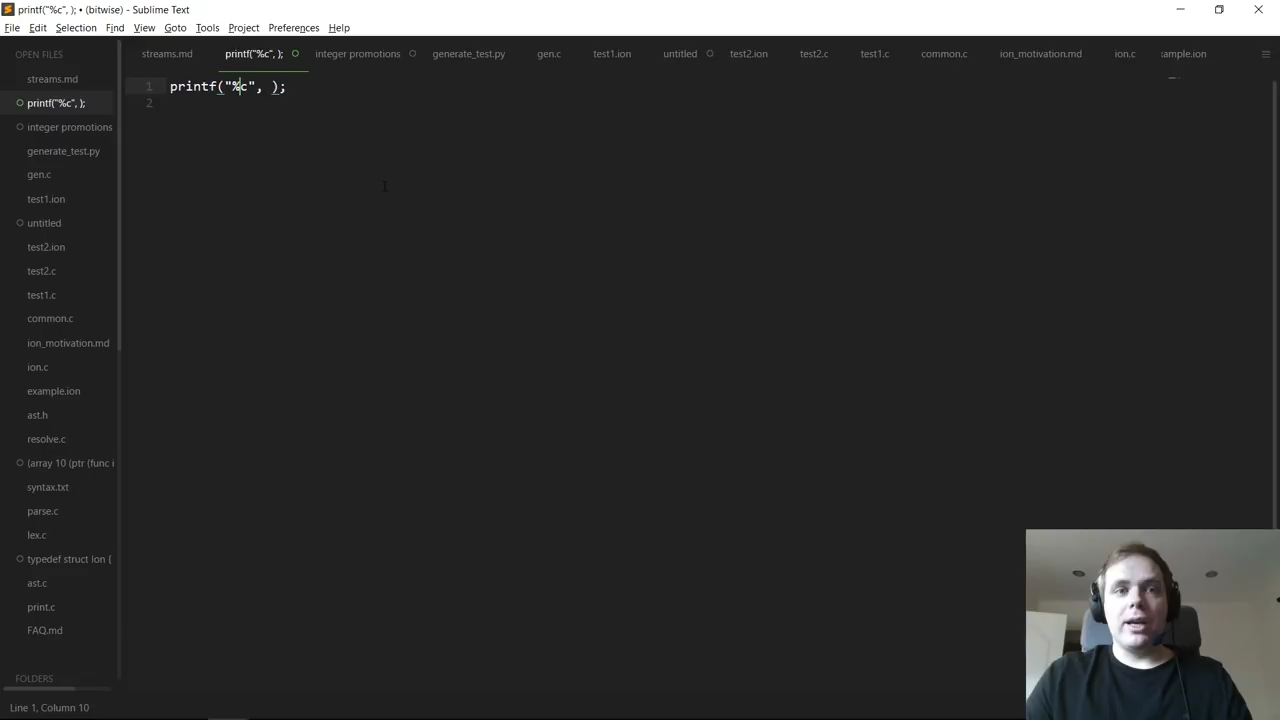 printf("%c", ); • (bitwise) - Sublime Text
File Edit Selection Find View Goto Tools Project Preferences Help
OPEN FILES
streams.md
printf("%c", );
integer promotions
generate_test.py
gen.c
test1.ion
untitled
test2.ion
test2.c
test1.c
common.c
ion_motivation.md
ion.c
example.ion
ast.h
resolve.c
(array 10 (ptr (func i
syntax.txt
parse.c
lex.c
typedef struct Ion {
ast.c
print.c
FAQ.md
FOLDERS
streams.md printf("%c", ); integer promotions generate_test.py gen.c test1.ion untitled test2.ion test2.c test1.c common.c ion_motivation.md ion.c xample.ion
1 printf("%c", );
2
Line 1, Column 10